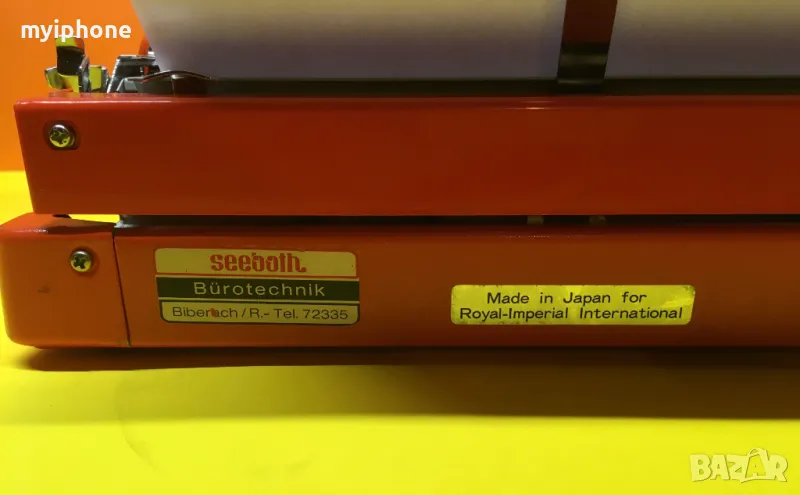 myiphone
seeboth
Bürotechnik
Biberach/R.- Tel. 72335
Made in Japan for
Royal-Imperial International
BAZAR